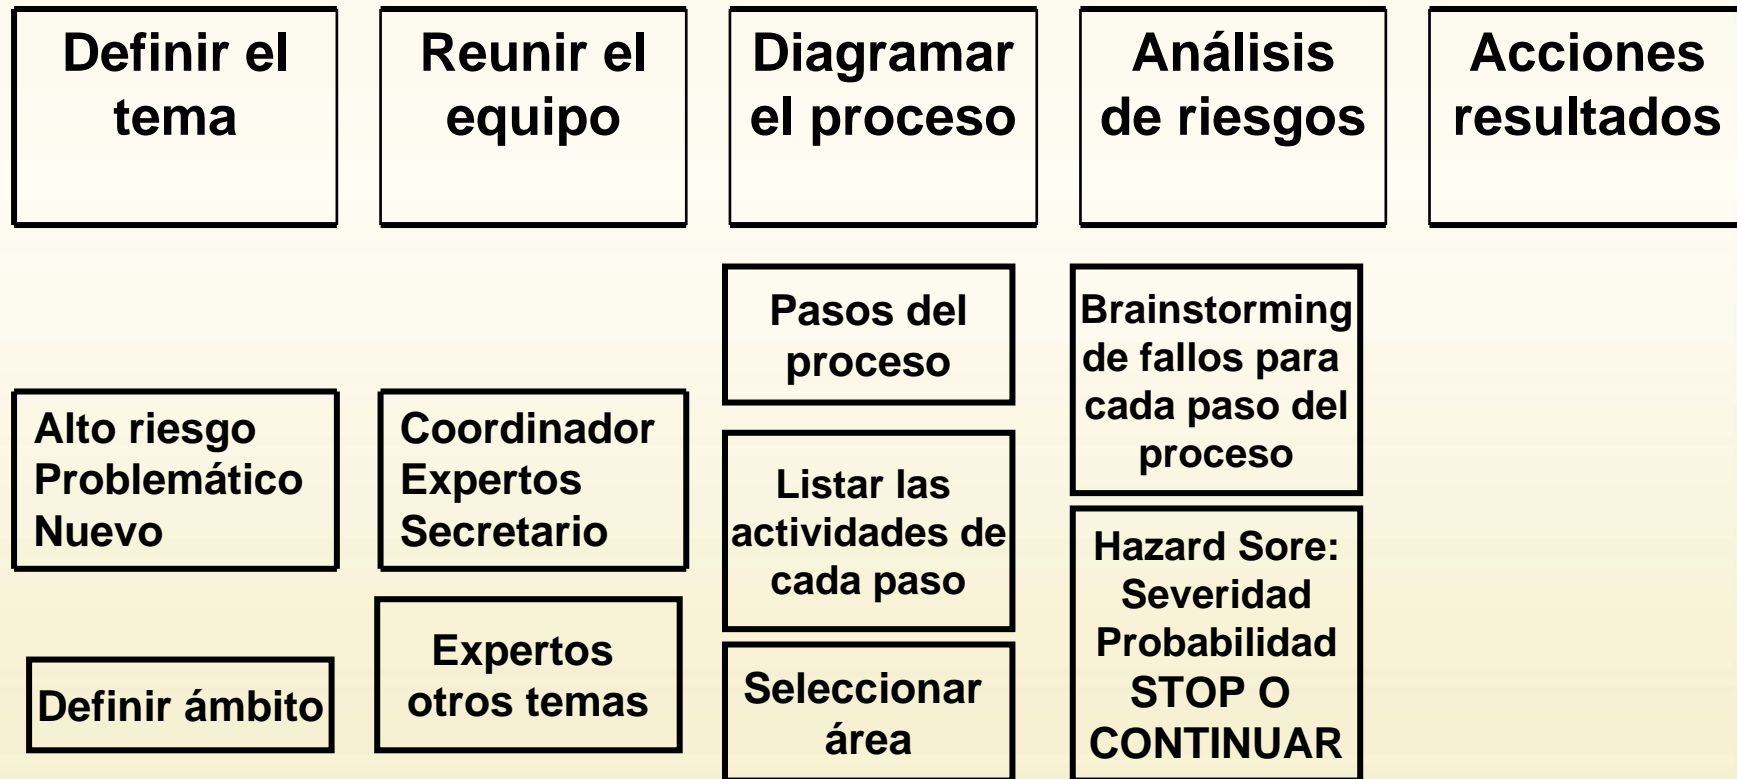 Definir el
tema
Reunir el
equipo
Diagramar
el proceso
Análisis
de riesgos
Acciones
resultados
Alto riesgo
Problemático
Nuevo
Definir ámbito
Coordinador
Expertos
Secretario
Expertos
otros temas
Pasos del
proceso
Listar las
actividades de
cada paso
Seleccionar
área
Brainstorming
de fallos para
cada paso del
proceso
Hazard Sore:
Severidad
Probabilidad
STOP O
CONTINUAR